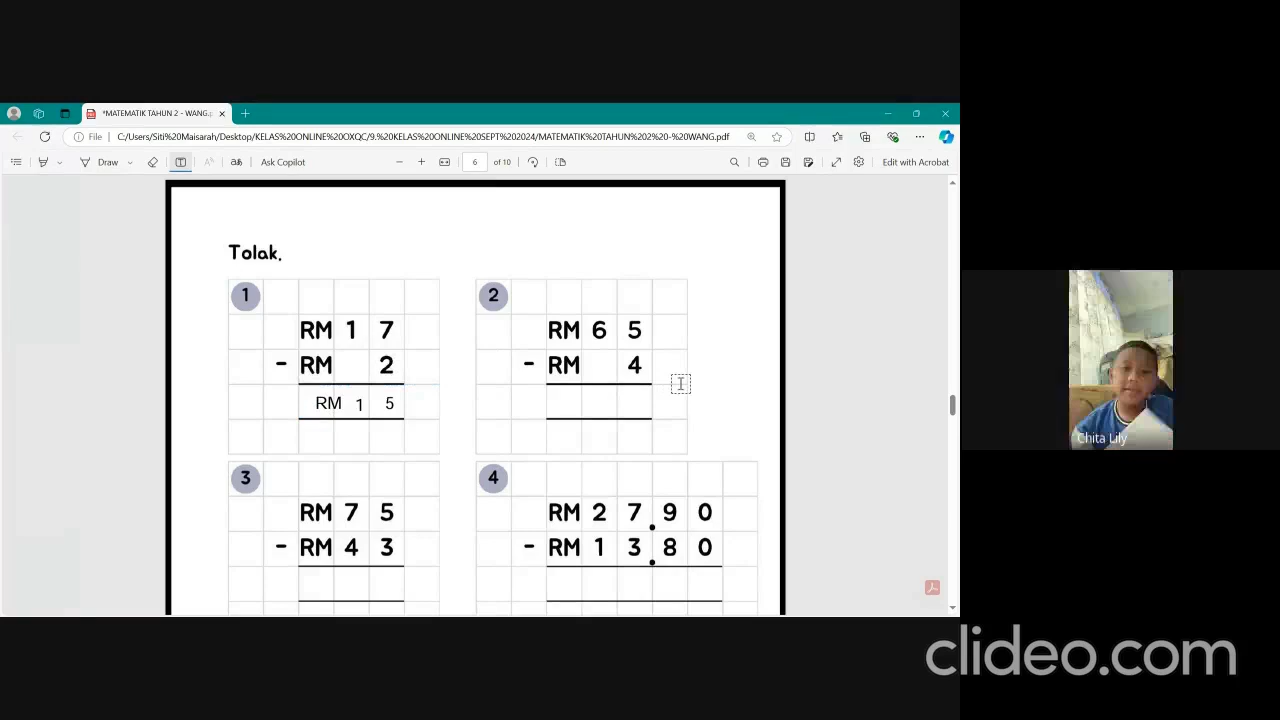 *MATEMATIK TAHUN 2 - WANG.p
File
C:/Users/Siti%20Maisarah/Desktop/KELAS%20ONLINE%20OXQC/9.%20KELAS%20ONLINE%20SEPT%202024/MATEMATIK%20TAHUN%202%20-%20WANG.pdf
Draw
Ask Copilot
6 of 10
Edit with Acrobat
Tolak.
1
RM 1 7
- RM 2
RM 1 5
2
RM 6 5
- RM 4
3
RM 7 5
- RM 4 3
4
RM 2 7 . 9 0
- RM 1 3 . 8 0
Chita Lily
clideo.com